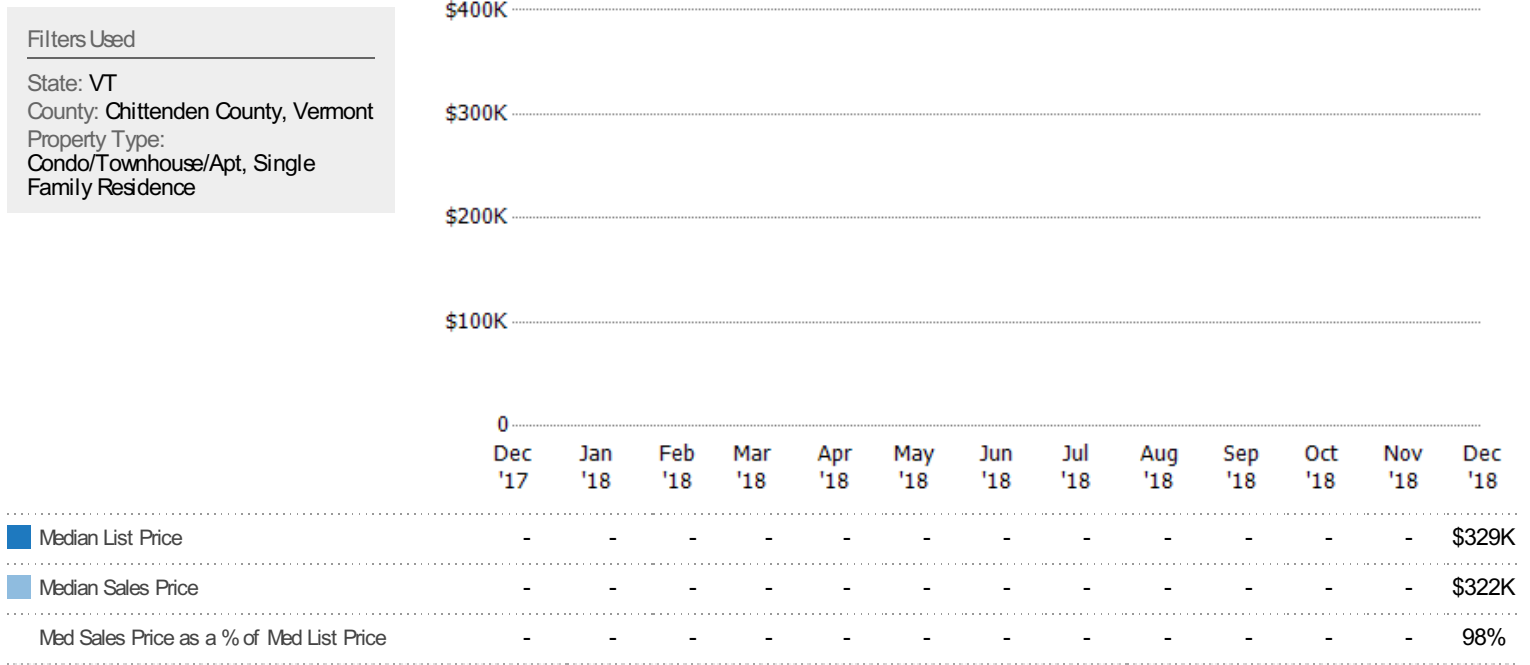 Filters Used
State: VT
County: Chittenden County, Vermont
Property Type:
Condo/Townhouse/Apt, Single
Family Residence
$400K
$300K
$200K
$100K
0
Dec Jan Feb Mar Apr May Jun Jul Aug Sep Oct Nov Dec
'17 '18 '18 '18 '18 '18 '18 '18 '18 '18 '18 '18 '18
Median List Price - - - - - - - - - - - - $329K
Median Sales Price - - - - - - - - - - - - $322K
Med Sales Price as a % of Med List Price - - - - - - - - - - - - 98%